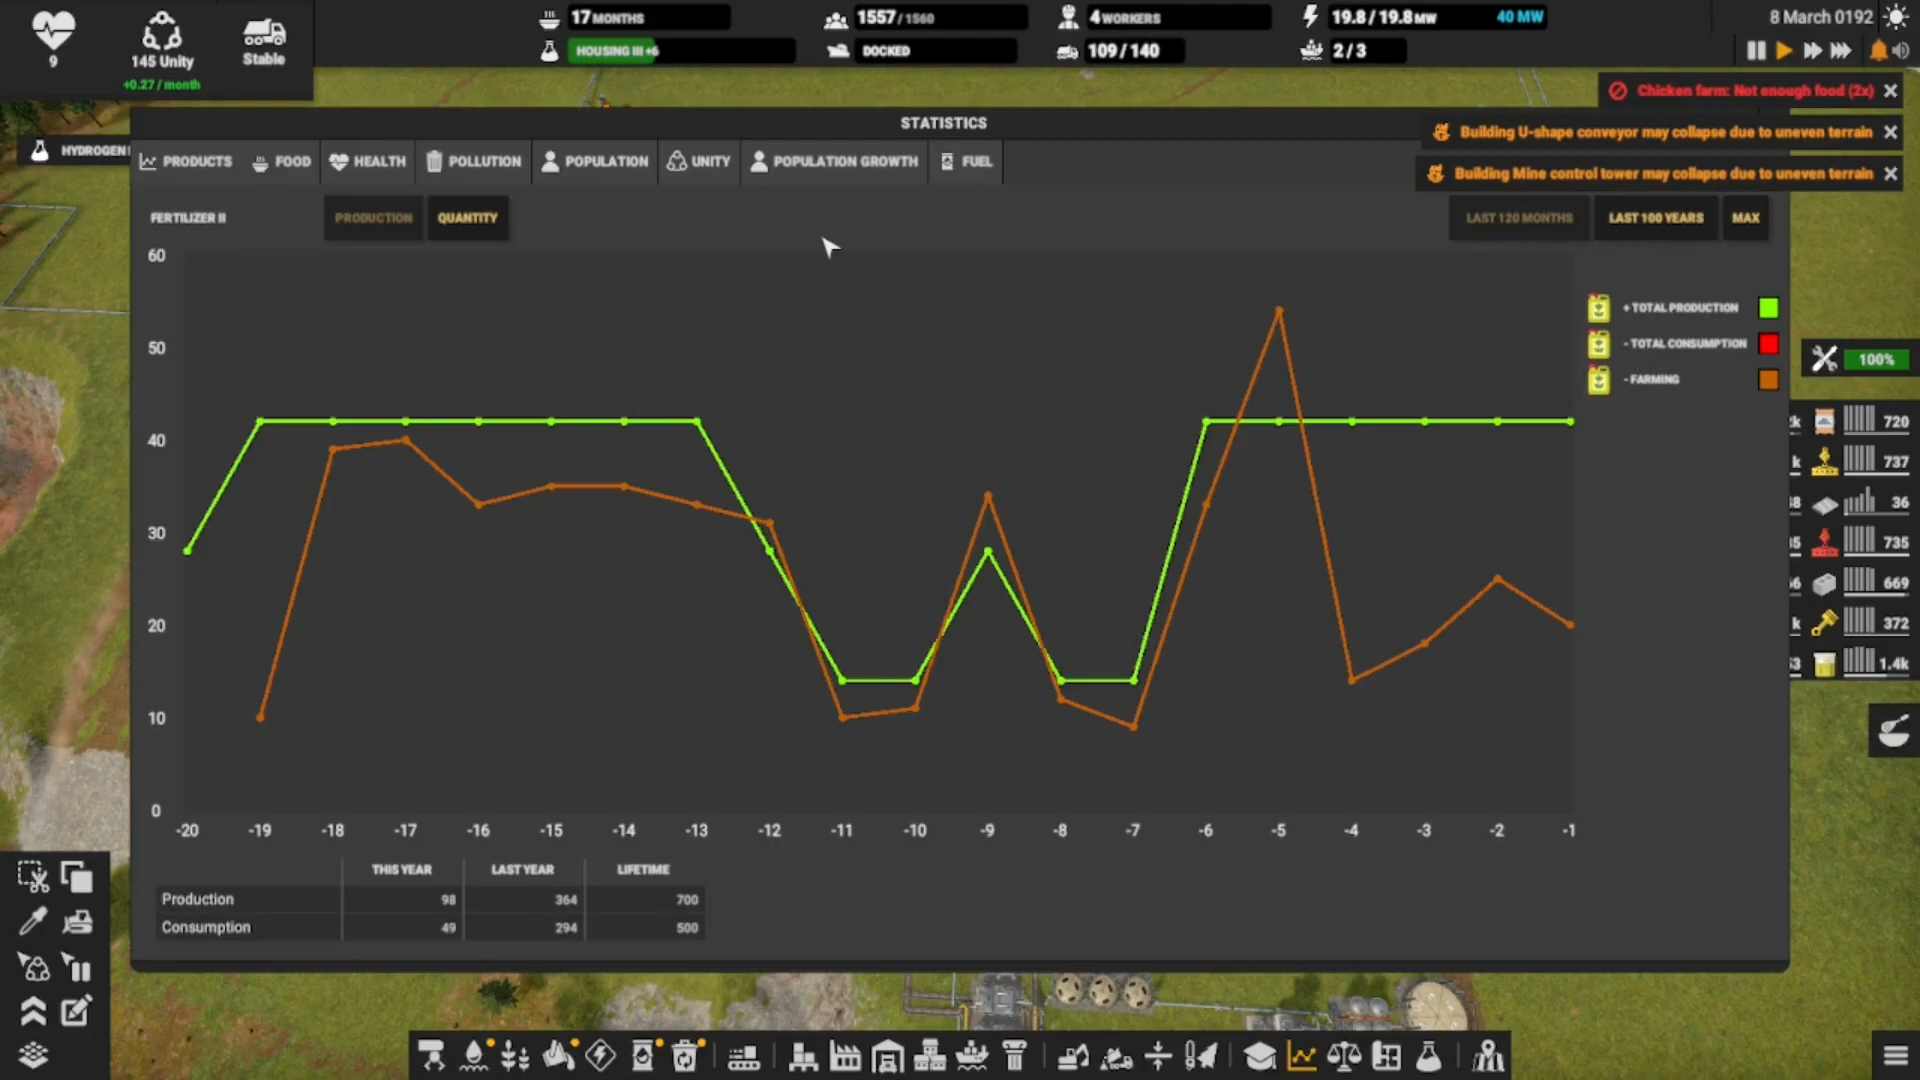 9
145 Unity
+0.27 / month
Stable
17 MONTHS
HOUSING III +6
1557 / 1560
DOCKED
4 WORKERS
109 / 140
19.8 / 19.8 MW 40 MW
2 / 3
8 March 0192
Chicken farm: Not enough food (2x)
Building U-shape conveyor may collapse due to uneven terrain
Building Mine control tower may collapse due to uneven terrain
HYDROGEN
STATISTICS
PRODUCTS FOOD HEALTH POLLUTION POPULATION UNITY POPULATION GROWTH FUEL
FERTILIZER II PRODUCTION QUANTITY LAST 120 MONTHS LAST 100 YEARS MAX
60
50
40
30
20
10
0
-20 -19 -18 -17 -16 -15 -14 -13 -12 -11 -10 -9 -8 -7 -6 -5 -4 -3 -2 -1
+ TOTAL PRODUCTION
- TOTAL CONSUMPTION
- FARMING
100%
720
737
36
735
669
372
1.4k
THIS YEAR LAST YEAR LIFETIME
Production 98 364 700
Consumption 49 294 500